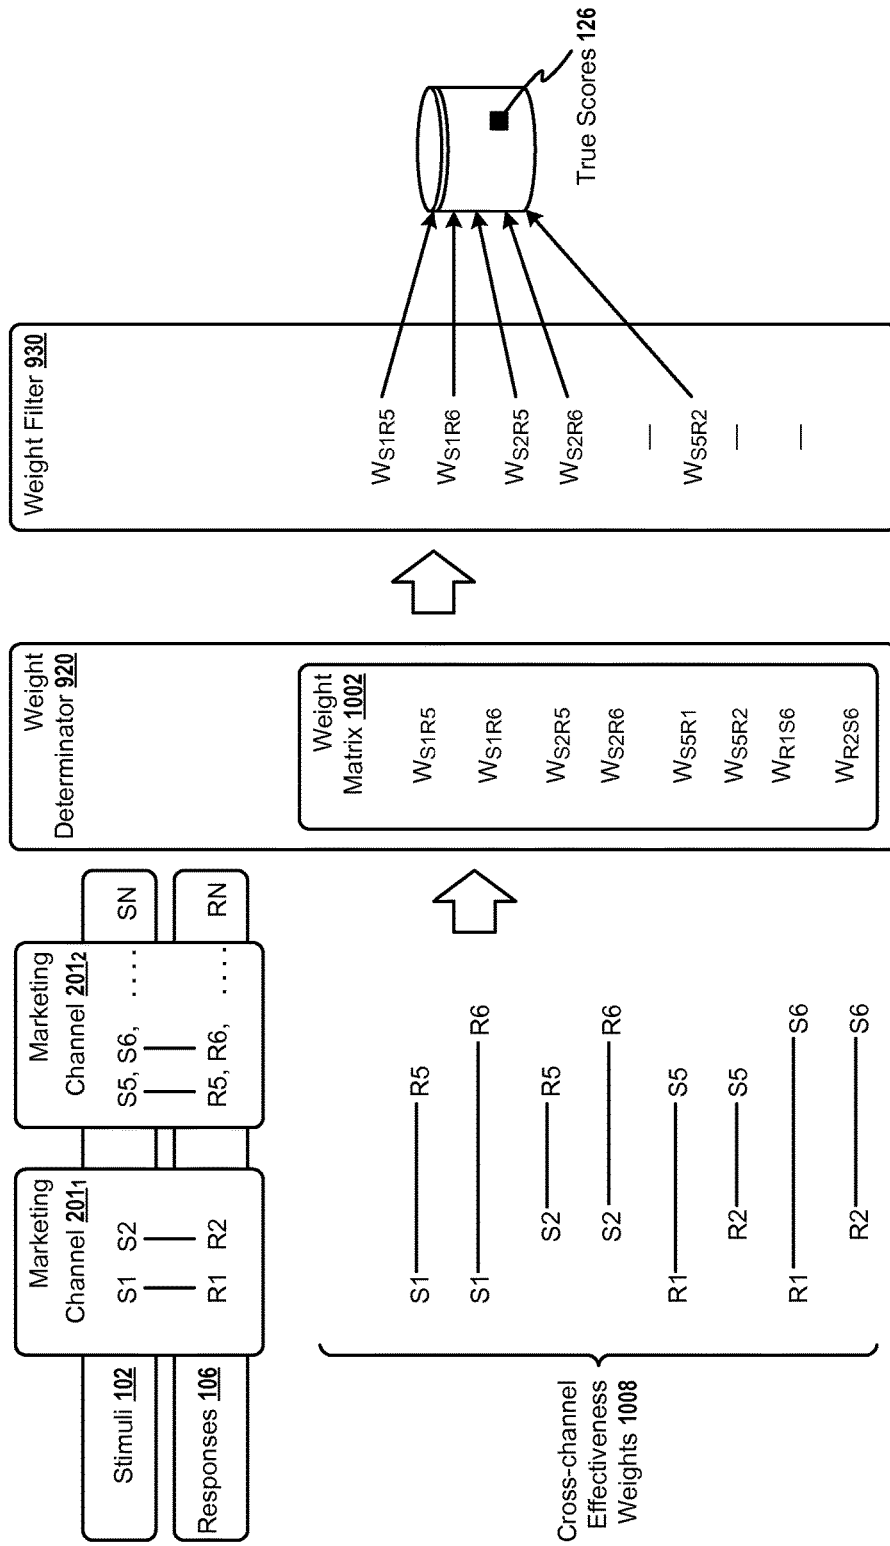 Stimuli 102
Responses 106
Marketing
Channel 201₁
S1 S2
R1 R2
Marketing
Channel 201₂
S5, S6, . . . .
R5, R6, . . . .
SN
RN
Cross-channel
Effectiveness
Weights 1008
S1 R5
S1 R6
S2 R5
S2 R6
R1 S5
R2 S5
R1 S6
R2 S6
Weight
Determinator 920
Weight
Matrix 1002
WS1R5
WS1R6
WS2R5
WS2R6
WS5R1
WS5R2
WR1S6
WR2S6
Weight Filter 930
WS1R5
WS1R6
WS2R5
WS2R6
—
WS5R2
—
—
True Scores 126